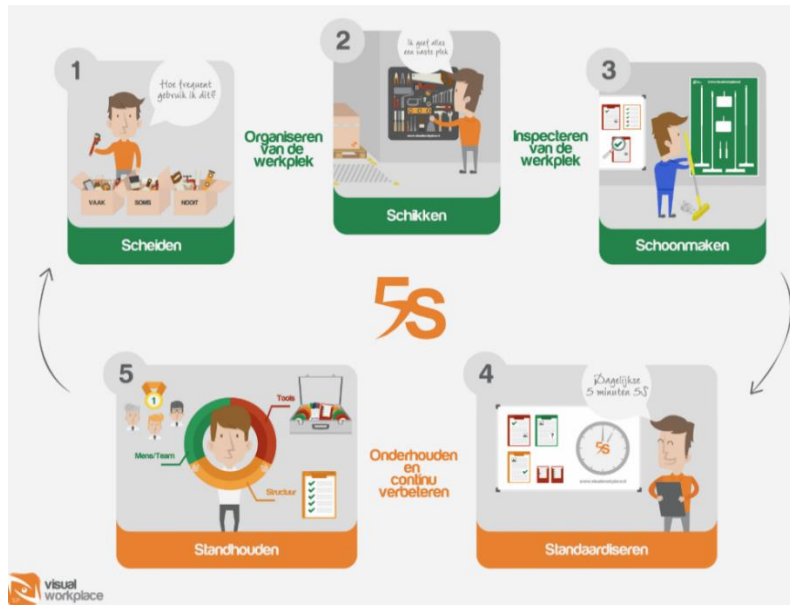 1
Hoe frequent
gebruik ik dit?
VAAK
SOMS
NOOIT
Scheiden
Organiseren
van de
werkplek
2
Ik geef alles
een vaste plek
Schikken
Inspecteren
van de
werkplek
3
Schoonmaken
5S
5
1
Tools
Mens/Team
Structuur
Standhouden
Onderhouden
en
continu
verbeteren
4
Dagelijkse
5 minuten 5S
5S
Standaardiseren
visual
workplace